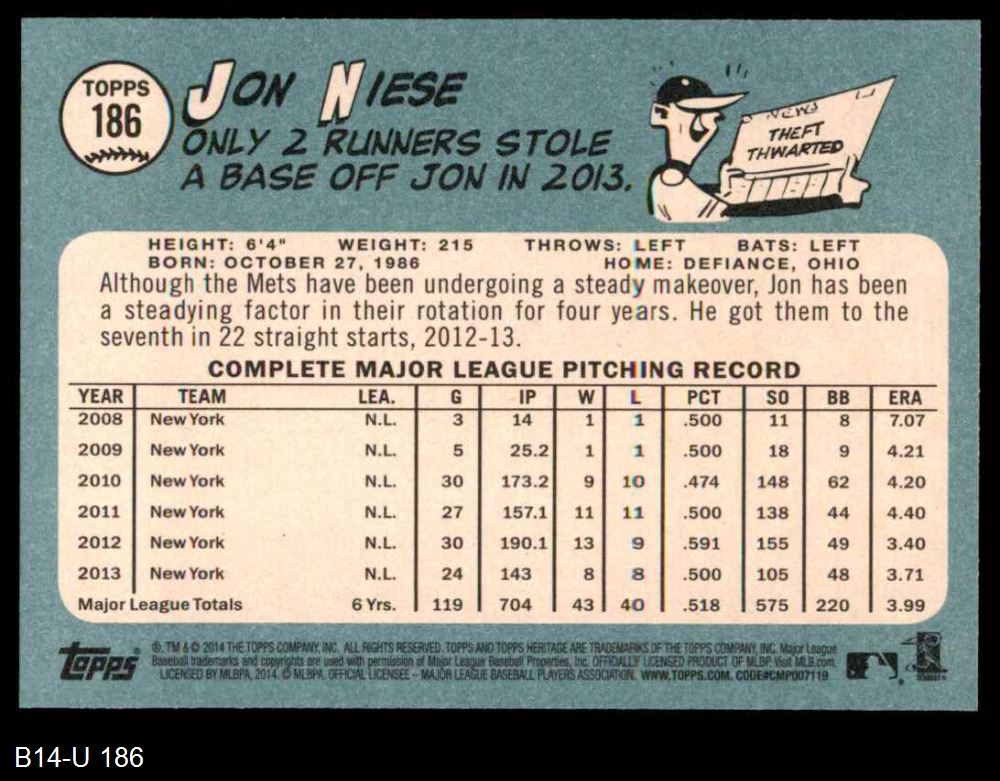 TOPPS
186
JON NIESE
ONLY 2 RUNNERS STOLE
A BASE OFF JON IN 2013.
NEWS
THEFT
THWARTED
HEIGHT: 6'4" WEIGHT: 215 THROWS: LEFT BATS: LEFT
BORN: OCTOBER 27, 1986 HOME: DEFIANCE, OHIO
Although the Mets have been undergoing a steady makeover, Jon has been
a steadying factor in their rotation for four years. He got them to the
seventh in 22 straight starts, 2012-13.
COMPLETE MAJOR LEAGUE PITCHING RECORD
YEAR TEAM LEA. G IP W L PCT SO BB ERA
2008 New York N.L. 3 14 1 1 .500 11 8 7.07
2009 New York N.L. 5 25.2 1 1 .500 18 9 4.21
2010 New York N.L. 30 173.2 9 10 .474 148 62 4.20
2011 New York N.L. 27 157.1 11 11 .500 138 44 4.40
2012 New York N.L. 30 190.1 13 9 .591 155 49 3.40
2013 New York N.L. 24 143 8 8 .500 105 48 3.71
Major League Totals 6 Yrs. 119 704 43 40 .518 575 220 3.99
Topps
®, TM & © 2014 THE TOPPS COMPANY, INC. ALL RIGHTS RESERVED. TOPPS AND TOPPS HERITAGE ARE TRADEMARKS OF THE TOPPS COMPANY, INC. Major League
Baseball trademarks and copyrights are used with permission of Major League Baseball Properties, Inc. OFFICIALLY LICENSED PRODUCT OF MLBP. Visit MLB.com.
LICENSED BY MLBPA, 2014. © MLBPA. OFFICIAL LICENSEE – MAJOR LEAGUE BASEBALL PLAYERS ASSOCIATION. WWW.TOPPS.COM. CODE#CMP007119
B14-U 186